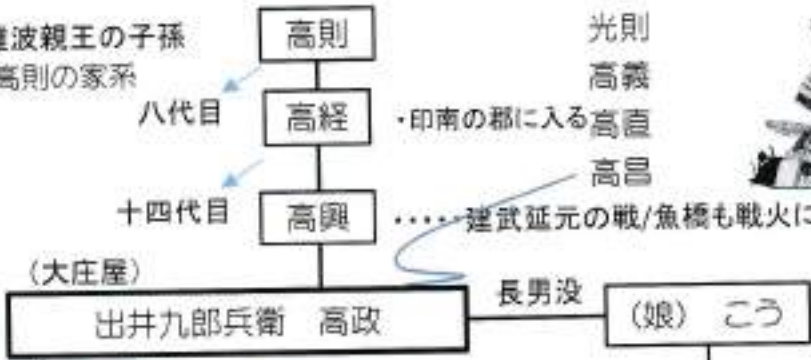 難波親王の子孫
高則の家系
高則
八代目
高経
・印南の郡に入る
光則
高義
高直
高昌
十四代目
高興
・・・・・建武延元の戦/魚橋も戦火に
(大庄屋)
出井九郎兵衛 高政
長男没
(娘) こう